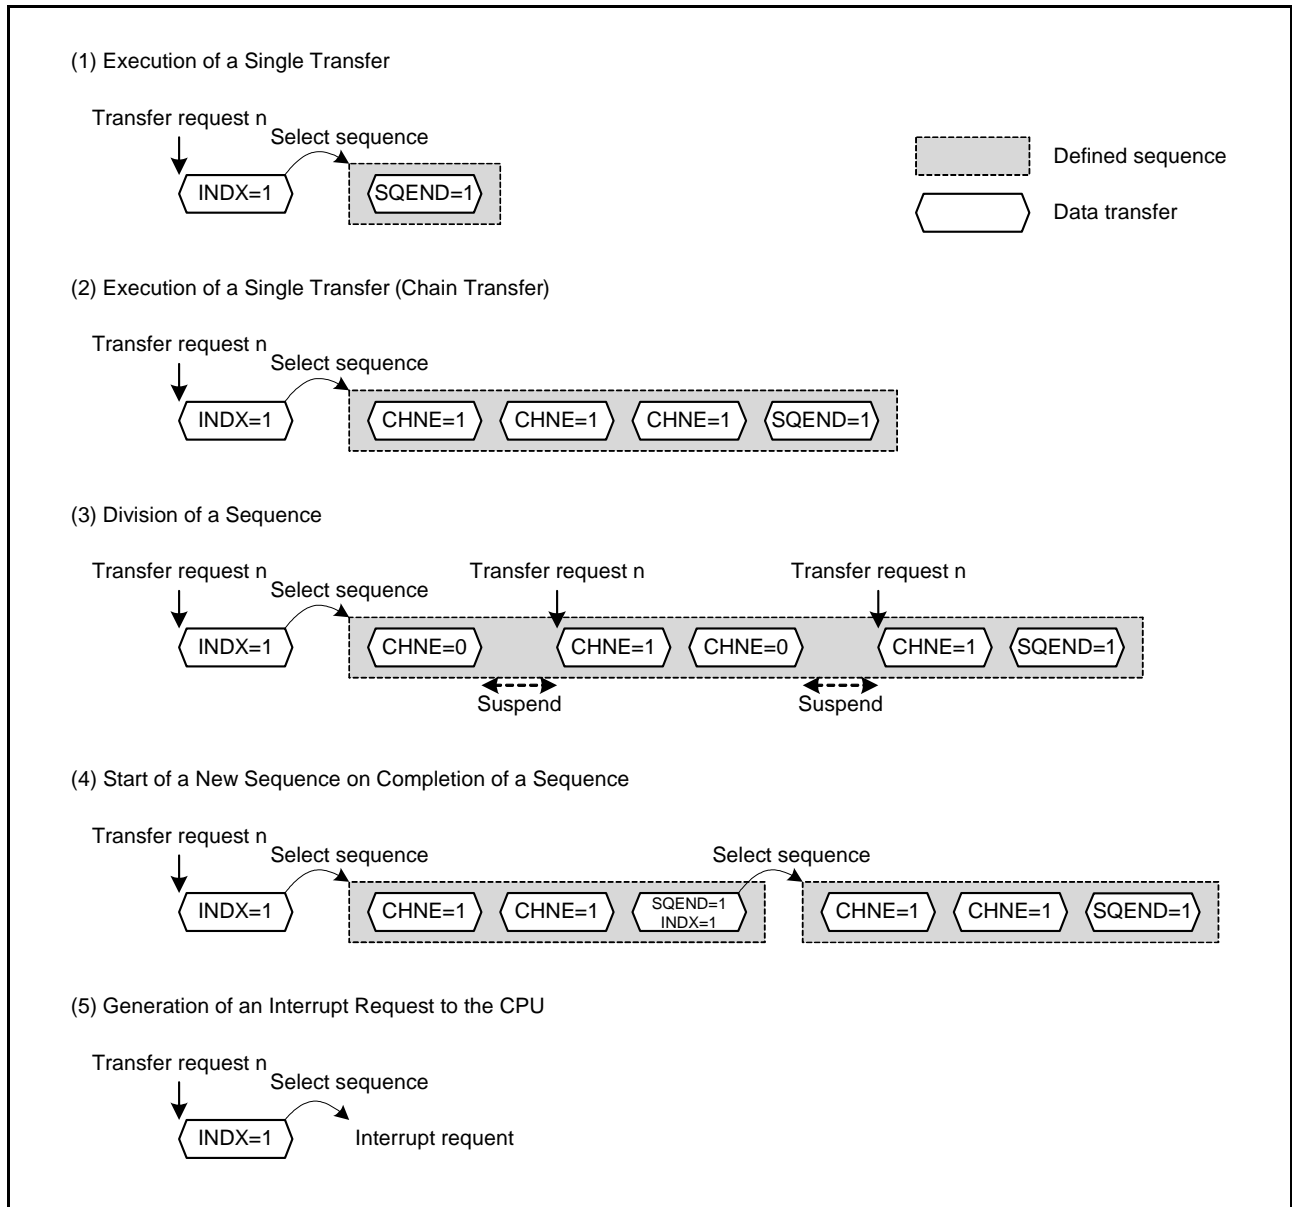 (1) Execution of a Single Transfer
Transfer request n
Select sequence
INDX=1
SQEND=1
Defined sequence
Data transfer
(2) Execution of a Single Transfer (Chain Transfer)
Transfer request n
Select sequence
INDX=1
CHNE=1
CHNE=1
CHNE=1
SQEND=1
(3) Division of a Sequence
Transfer request n
Select sequence
Transfer request n
Transfer request n
INDX=1
CHNE=0
CHNE=1
CHNE=0
CHNE=1
SQEND=1
Suspend
Suspend
(4) Start of a New Sequence on Completion of a Sequence
Transfer request n
Select sequence
Select sequence
INDX=1
CHNE=1
CHNE=1
SQEND=1
INDX=1
CHNE=1
CHNE=1
SQEND=1
(5) Generation of an Interrupt Request to the CPU
Transfer request n
Select sequence
INDX=1
Interrupt requent